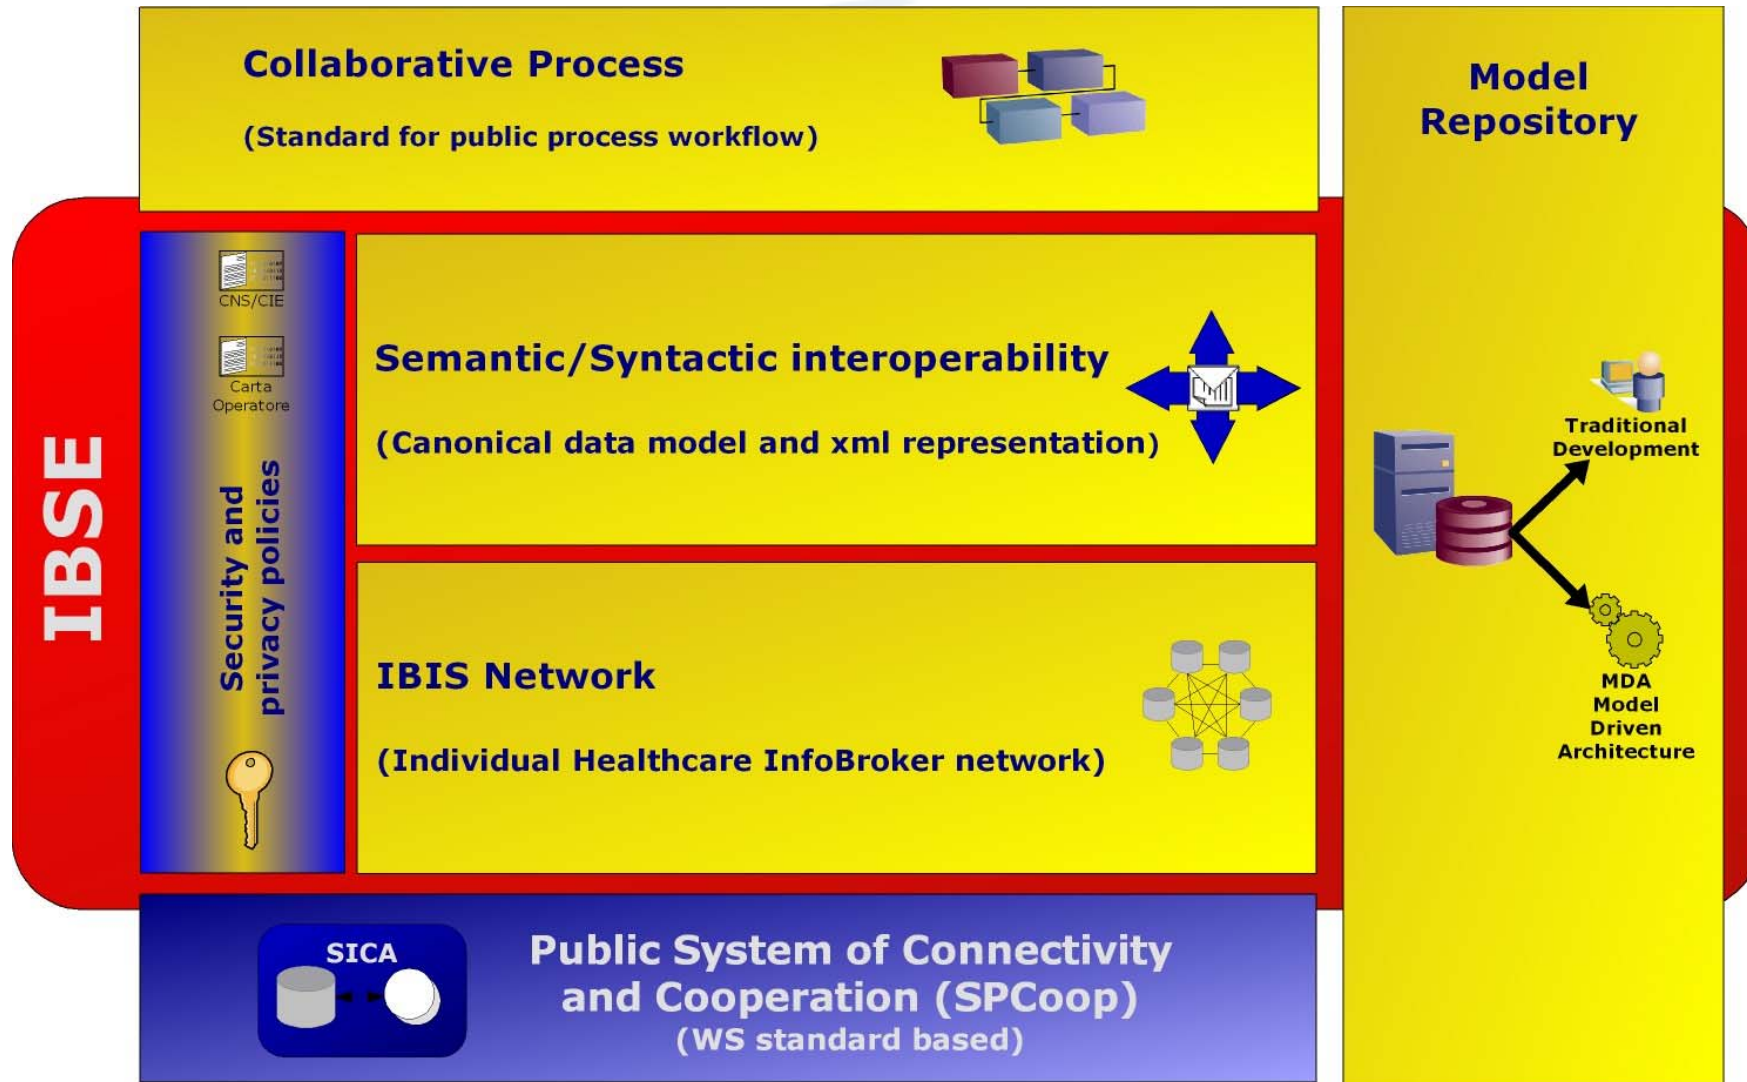 Collaborative Process
(Standard for public process workflow)
Model
Repository
IBSE
CNS/CIE
Carta
Operatore
Security and
privacy policies
Semantic/Syntactic interoperability
(Canonical data model and xml representation)
Traditional
Development
IBIS Network
(Individual Healthcare InfoBroker network)
MDA
Model
Driven
Architecture
SICA
Public System of Connectivity
and Cooperation (SPCoop)
(WS standard based)